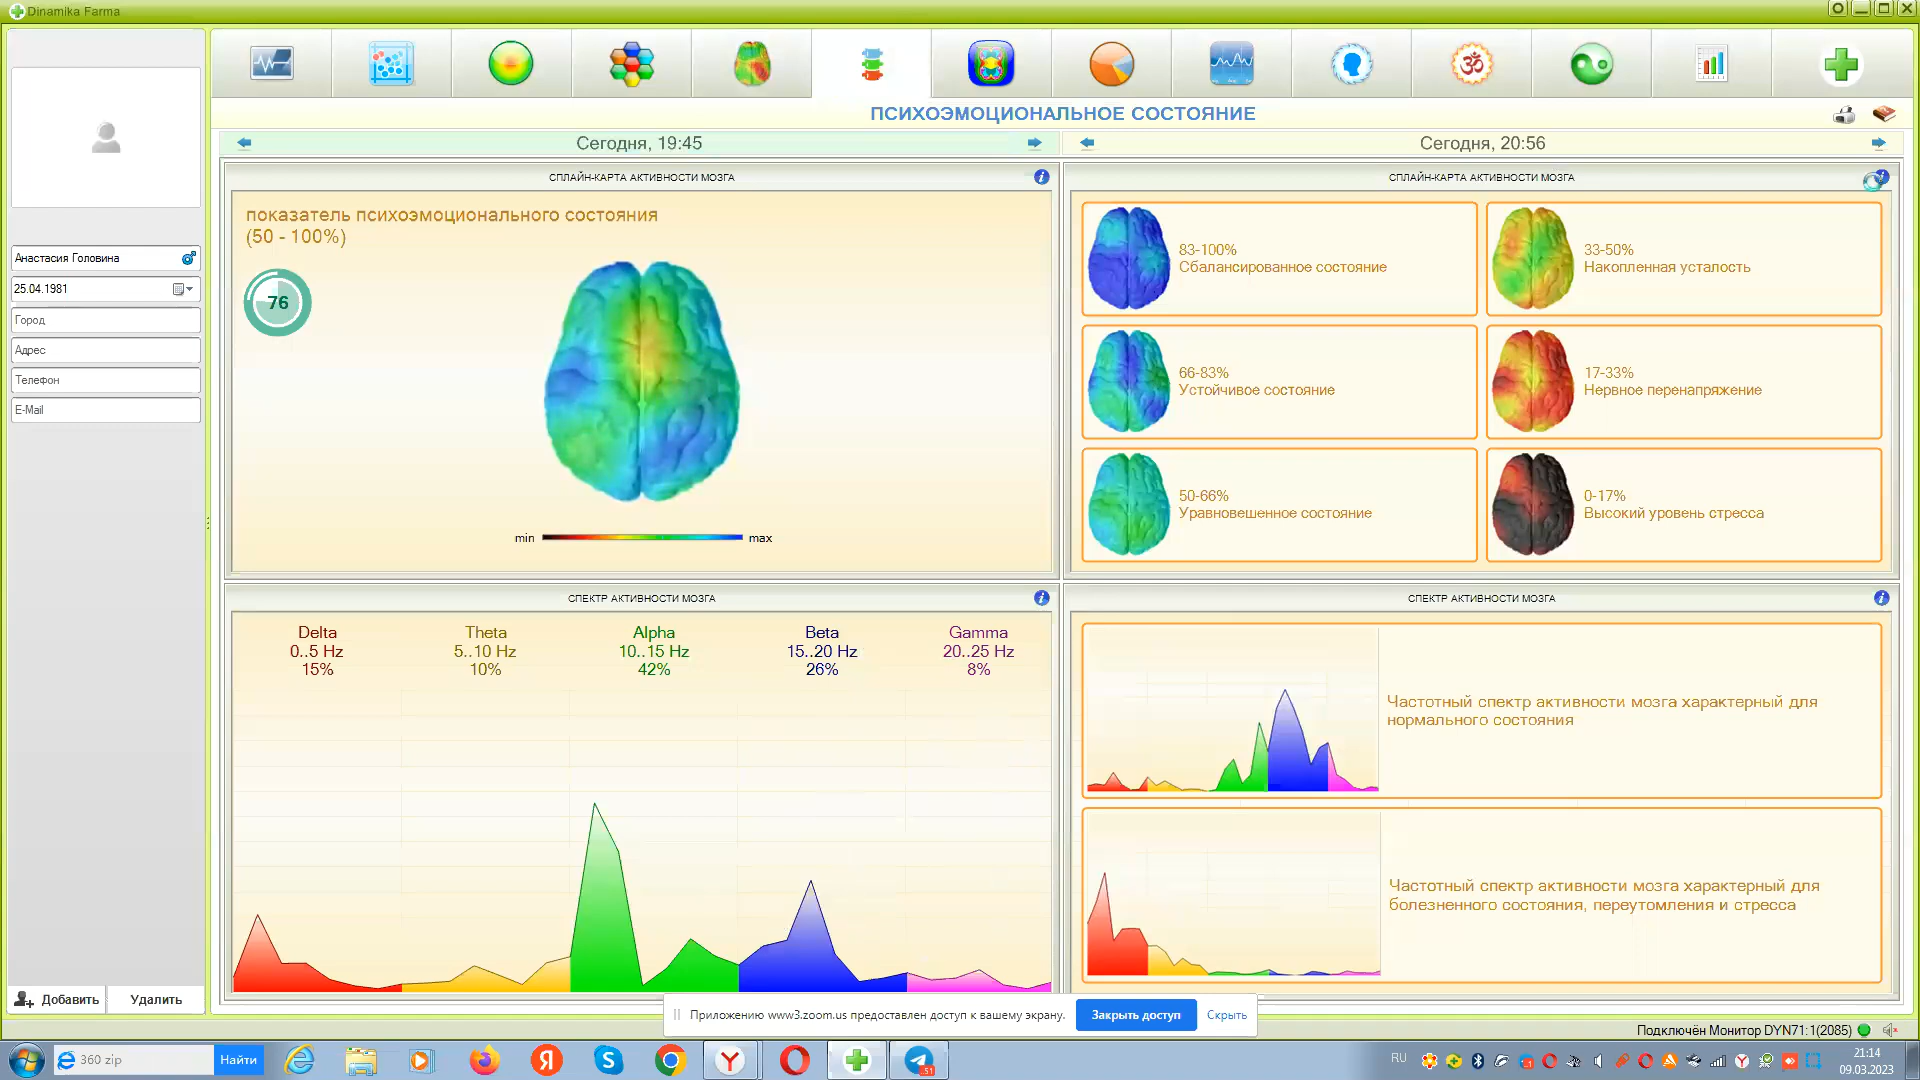 Dinamika Farma
ПСИХОЭМОЦИОНАЛЬНОЕ СОСТОЯНИЕ
Сегодня, 19:45
Сегодня, 20:56
Анастасия Головина
25.04.1981
Город
Адрес
Телефон
E-Mail
СПЛАЙН-КАРТА АКТИВНОСТИ МОЗГА
показатель психоэмоционального состояния
(50 - 100%)
76
min
max
СПЛАЙН-КАРТА АКТИВНОСТИ МОЗГА
83-100%
Сбалансированное состояние
33-50%
Накопленная усталость
66-83%
Устойчивое состояние
17-33%
Нервное перенапряжение
50-66%
Уравновешенное состояние
0-17%
Высокий уровень стресса
СПЕКТР АКТИВНОСТИ МОЗГА
Delta Theta Alpha Beta Gamma
0..5 Hz 5..10 Hz 10..15 Hz 15..20 Hz 20..25 Hz
15% 10% 42% 26% 8%
СПЕКТР АКТИВНОСТИ МОЗГА
Частотный спектр активности мозга характерный для
нормального состояния
Частотный спектр активности мозга характерный для
болезненного состояния, переутомления и стресса
Добавить
Удалить
Приложению www3.zoom.us предоставлен доступ к вашему экрану.
Закрыть доступ
Скрыть
Подключён Монитор DYN71:1(2085)
360 zip
Найти
51
RU
21:14
09.03.2023